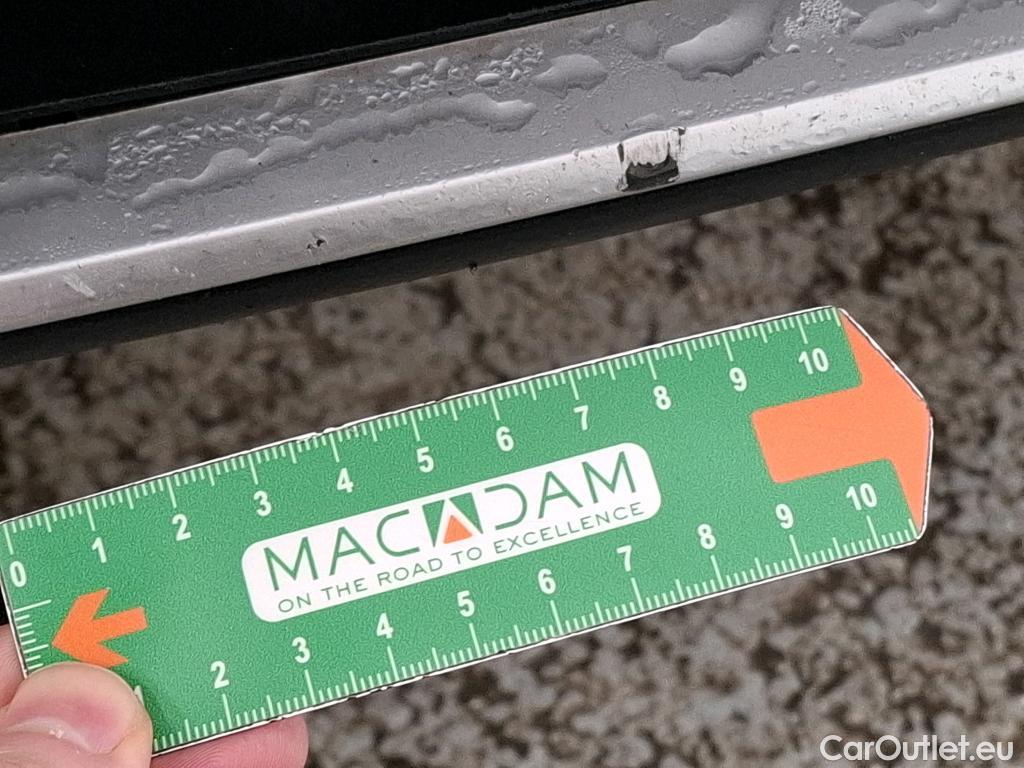 0 1 2 3 4 5 6 7 8 9 10
MACADAM
ON THE ROAD TO EXCELLENCE
1 2 3 4 5 6 7 8 9 10
CarOutlet.eu